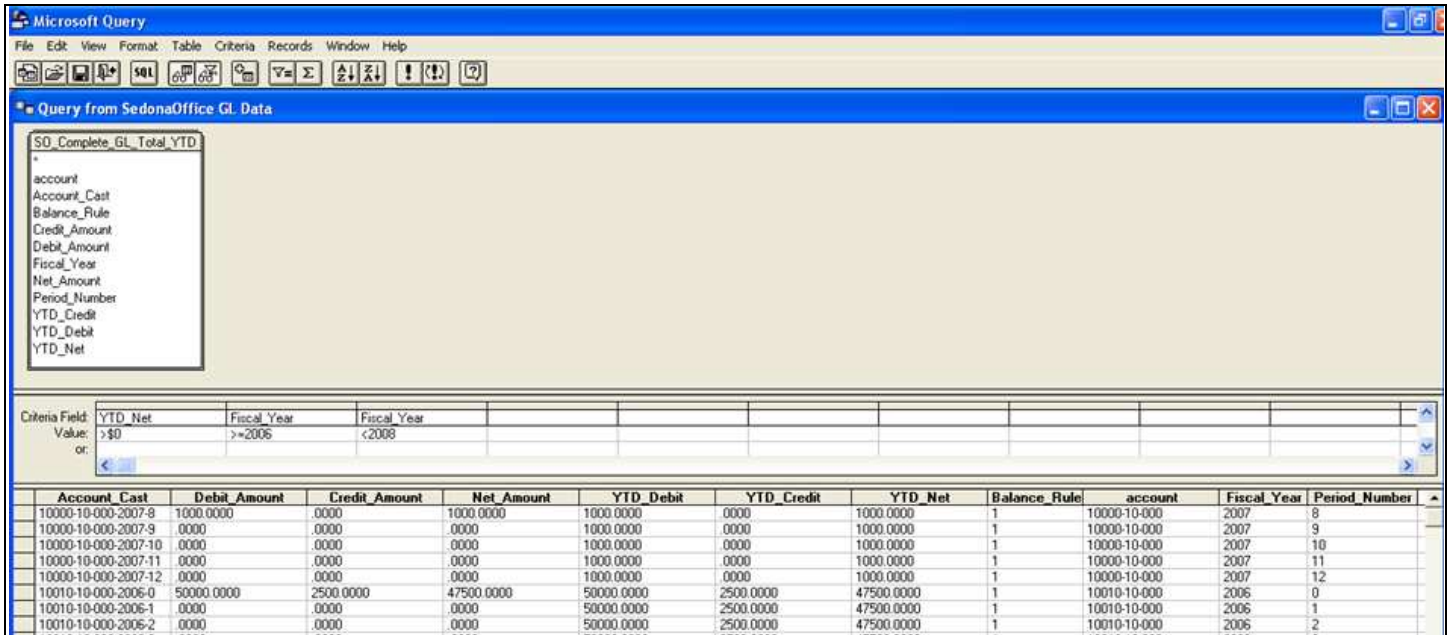 Microsoft Query
File Edit View Format Table Criteria Records Window Help
SQL
Query from SedonaOffice GL Data
SO_Complete_GL_Total_YTD
*
account
Account_Cast
Balance_Rule
Credit_Amount
Debit_Amount
Fiscal_Year
Net_Amount
Period_Number
YTD_Credit
YTD_Debit
YTD_Net
Criteria Field: YTD_Net Fiscal_Year Fiscal_Year
Value: >$0 >=2006 <2008
or:
Account_Cast Debit_Amount Credit_Amount Net_Amount YTD_Debit YTD_Credit YTD_Net Balance_Rule account Fiscal_Year Period_Number
10000-10-000-2007-8 1000.0000 .0000 1000.0000 1000.0000 .0000 1000.0000 1 10000-10-000 2007 8
10000-10-000-2007-9 .0000 .0000 .0000 1000.0000 .0000 1000.0000 1 10000-10-000 2007 9
10000-10-000-2007-10 .0000 .0000 .0000 1000.0000 .0000 1000.0000 1 10000-10-000 2007 10
10000-10-000-2007-11 .0000 .0000 .0000 1000.0000 .0000 1000.0000 1 10000-10-000 2007 11
10000-10-000-2007-12 .0000 .0000 .0000 1000.0000 .0000 1000.0000 1 10000-10-000 2007 12
10010-10-000-2006-0 50000.0000 2500.0000 47500.0000 50000.0000 2500.0000 47500.0000 1 10010-10-000 2006 0
10010-10-000-2006-1 .0000 .0000 .0000 50000.0000 2500.0000 47500.0000 1 10010-10-000 2006 1
10010-10-000-2006-2 .0000 .0000 .0000 50000.0000 2500.0000 47500.0000 1 10010-10-000 2006 2